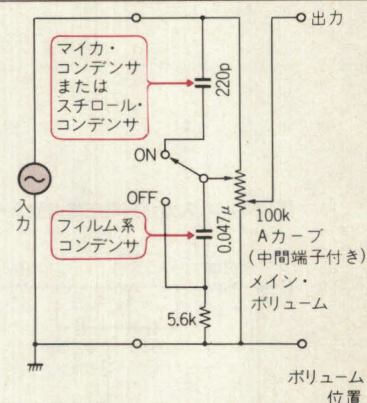 出力
マイカ・
コンデンサ
または
スチロール・
コンデンサ
220p
ON
OFF
入力
フィルム系
コンデンサ
0.047μ
100k
Aカーブ
(中間端子付き)
メイン・
ボリューム
5.6k
ボリューム
位置